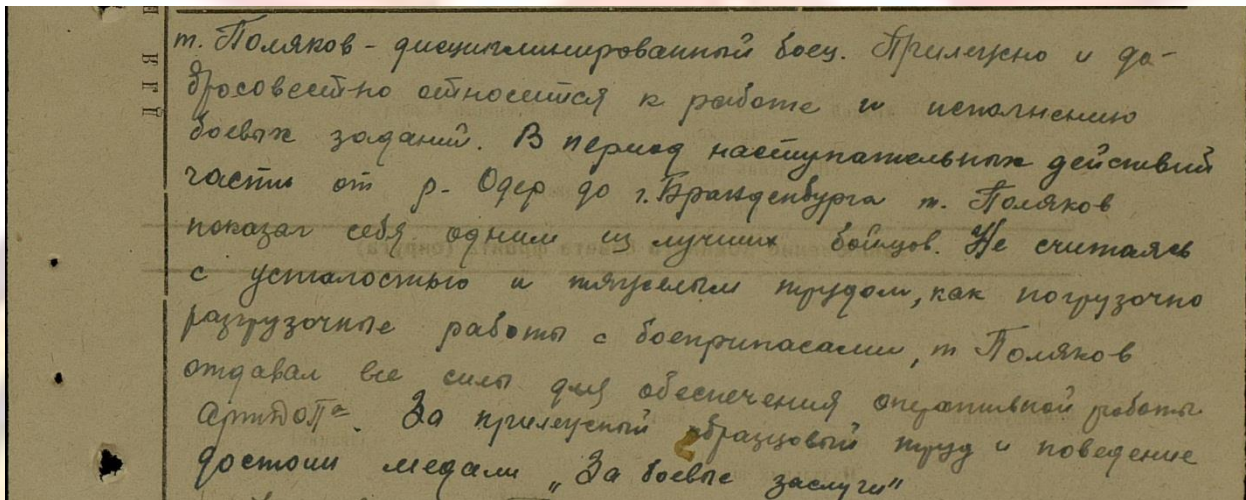 т. Поляков - дисциплинированный боец. Прилежно и до-
бросовестно относится к работе и исполнению
боевых заданий. В период наступательных действий
части от р. Одер до г. Бранденбурга т. Поляков
показал себя одним из лучших бойцов. Не считаясь
с усталостью и тяжелым трудом, как погрузочно
разгрузочные работы с боеприпасами, т Поляков
отдавал все силы для обеспечения оперативной работы
За прилежный образцовый труд и поведение
достоин медали „За боевые заслуги"